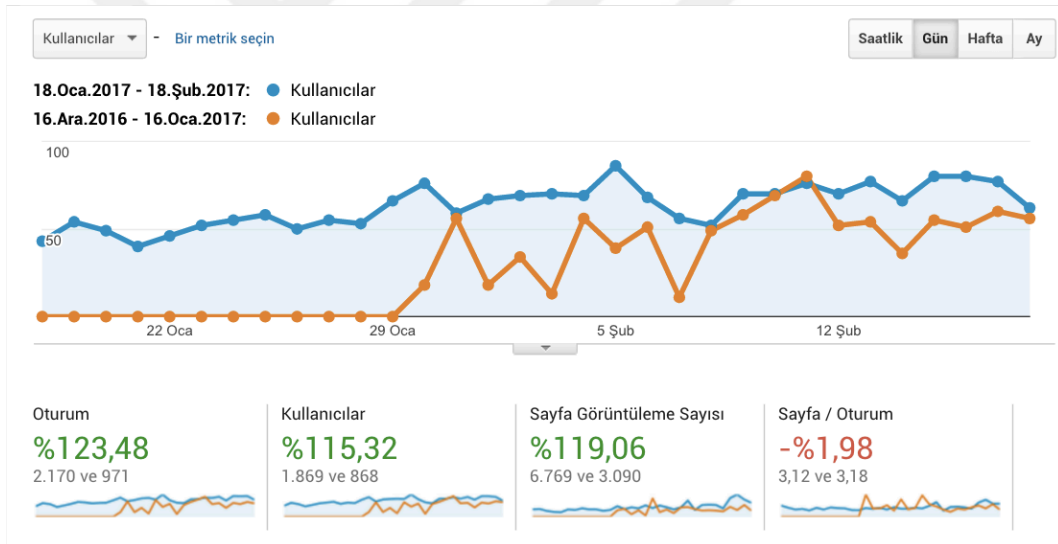 Kullanıcılar - Bir metrik seçin Saatlik Gün Hafta Ay
18.Oca.2017 - 18.Şub.2017: Kullanıcılar
16.Ara.2016 - 16.Oca.2017: Kullanıcılar
100
50
22 Oca 29 Oca 5 Şub 12 Şub
Oturum Kullanıcılar Sayfa Görüntüleme Sayısı Sayfa / Oturum
%123,48 %115,32 %119,06 -%1,98
2.170 ve 971 1.869 ve 868 6.769 ve 3.090 3,12 ve 3,18